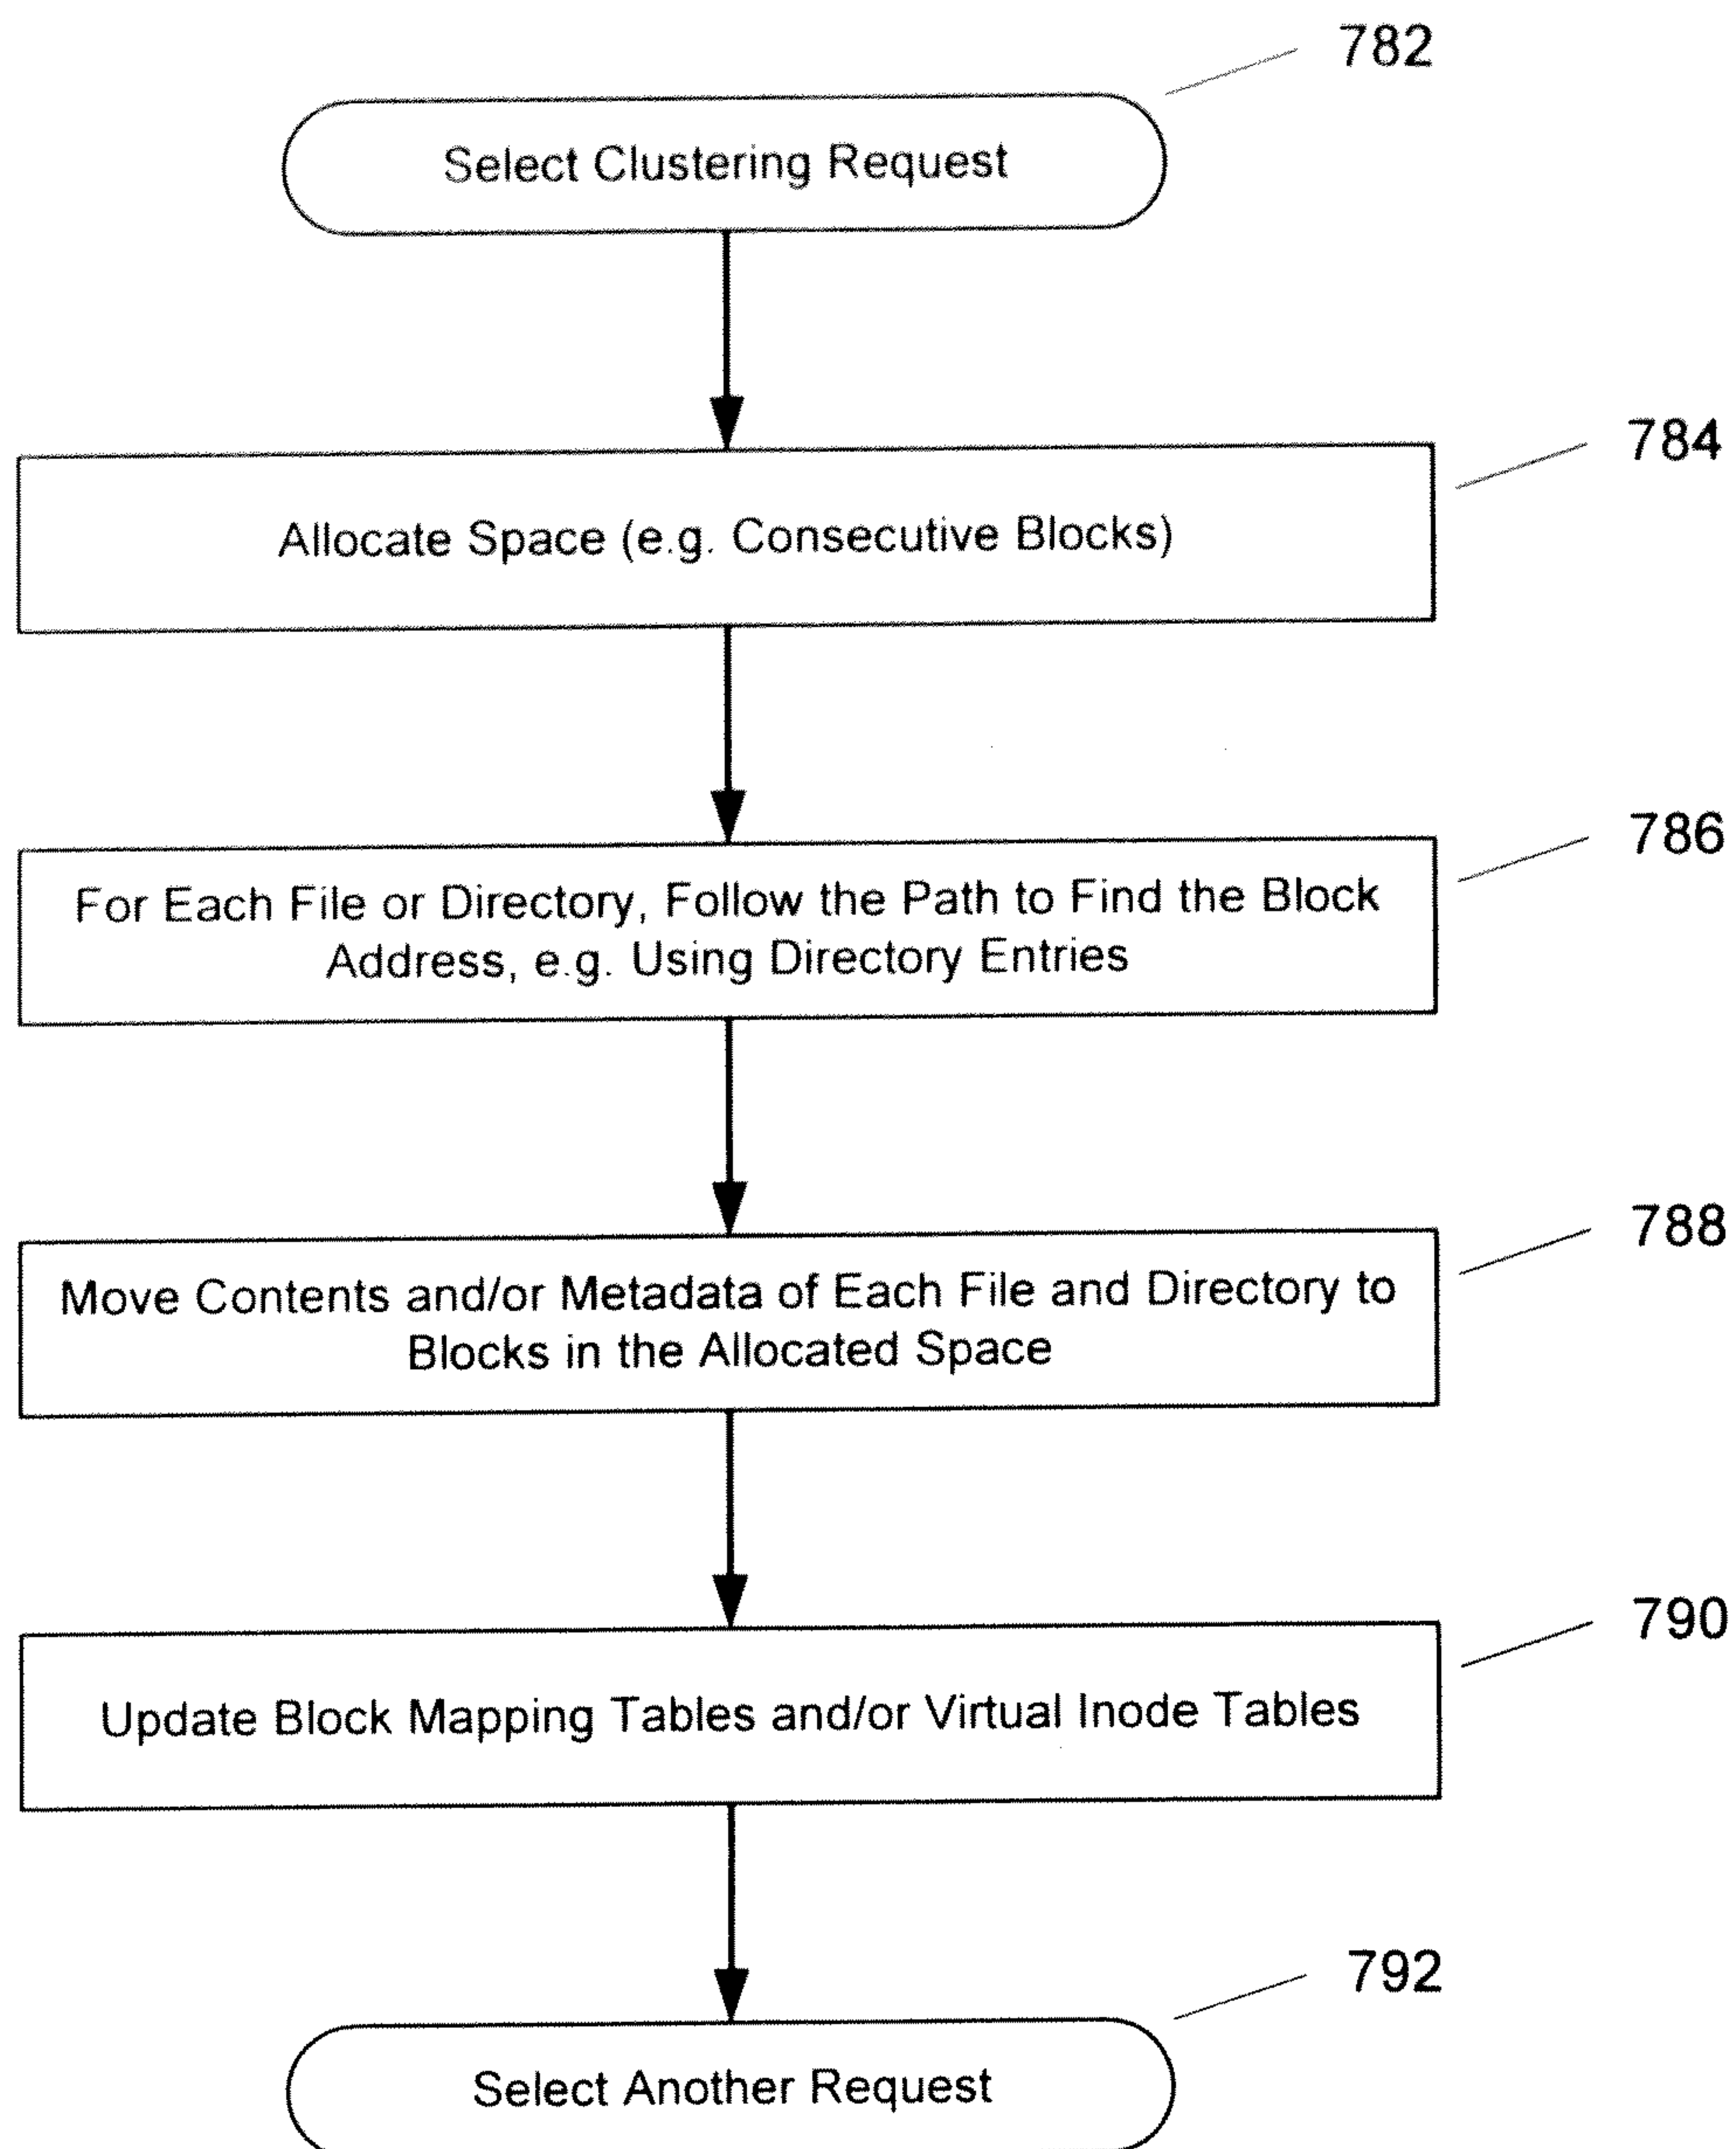 782
Select Clustering Request
784
Allocate Space (e.g. Consecutive Blocks)
786
For Each File or Directory, Follow the Path to Find the Block
Address, e.g. Using Directory Entries
788
Move Contents and/or Metadata of Each File and Directory to
Blocks in the Allocated Space
790
Update Block Mapping Tables and/or Virtual Inode Tables
792
Select Another Request